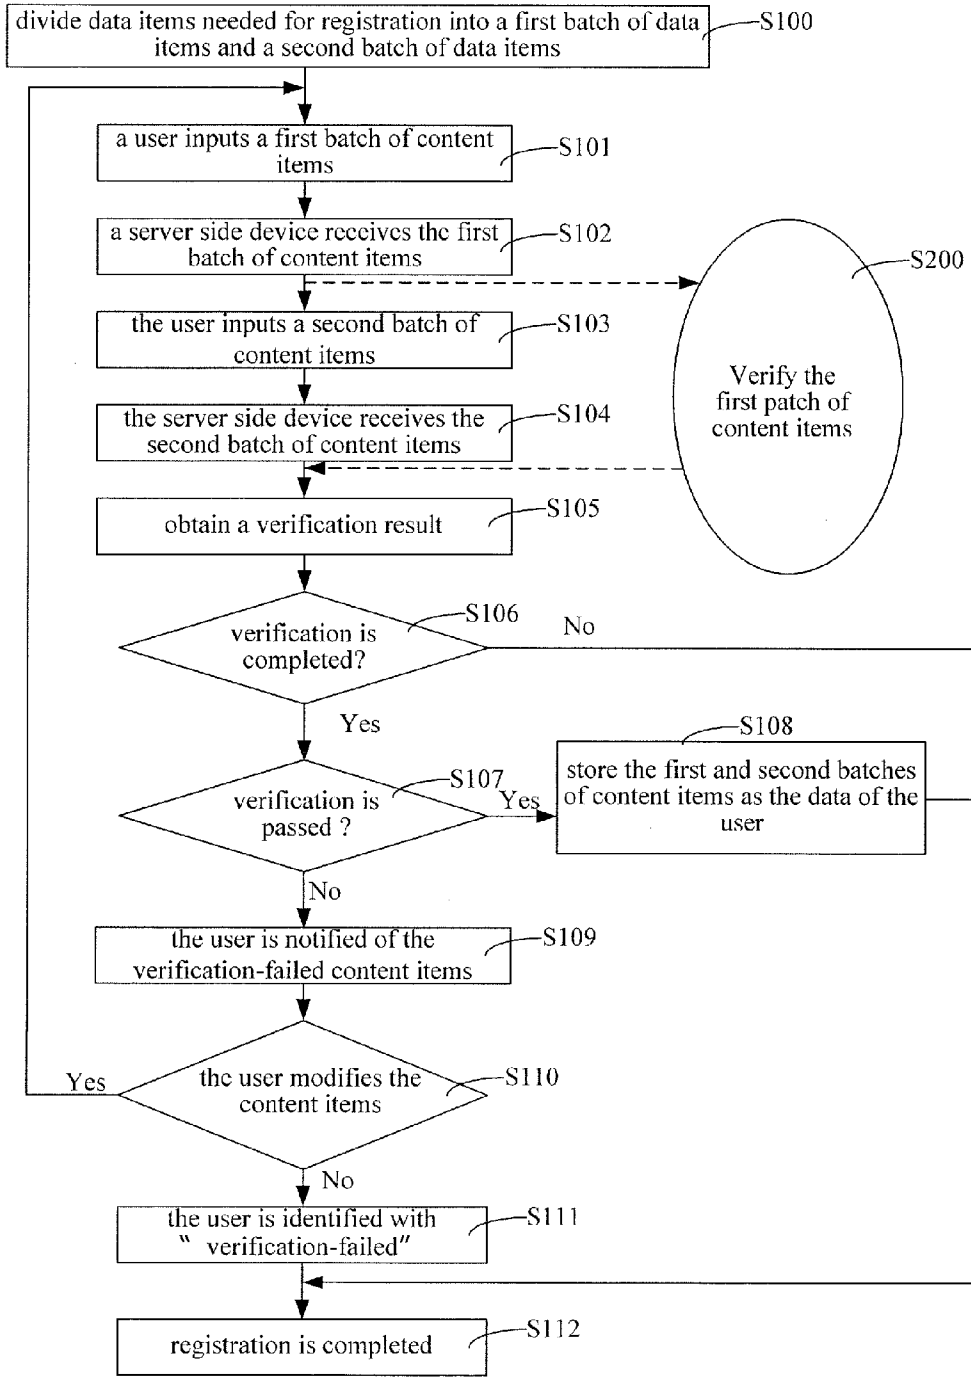 divide data items needed for registration into a first batch of data
items and a second batch of data items
S100
a user inputs a first batch of content
items
S101
a server side device receives the first
batch of content items
S102
S200
the user inputs a second batch of
content items
S103
Verify the
first patch of
content items
the server side device receives the
second batch of content items
S104
obtain a verification result
S105
verification is
completed?
S106
No
Yes
S108
verification is
passed ?
S107
Yes
store the first and second batches
of content items as the data of the
user
No
the user is notified of the
verification-failed content items
S109
the user modifies the
content items
S110
Yes
No
the user is identified with
" verification-failed"
S111
registration is completed
S112